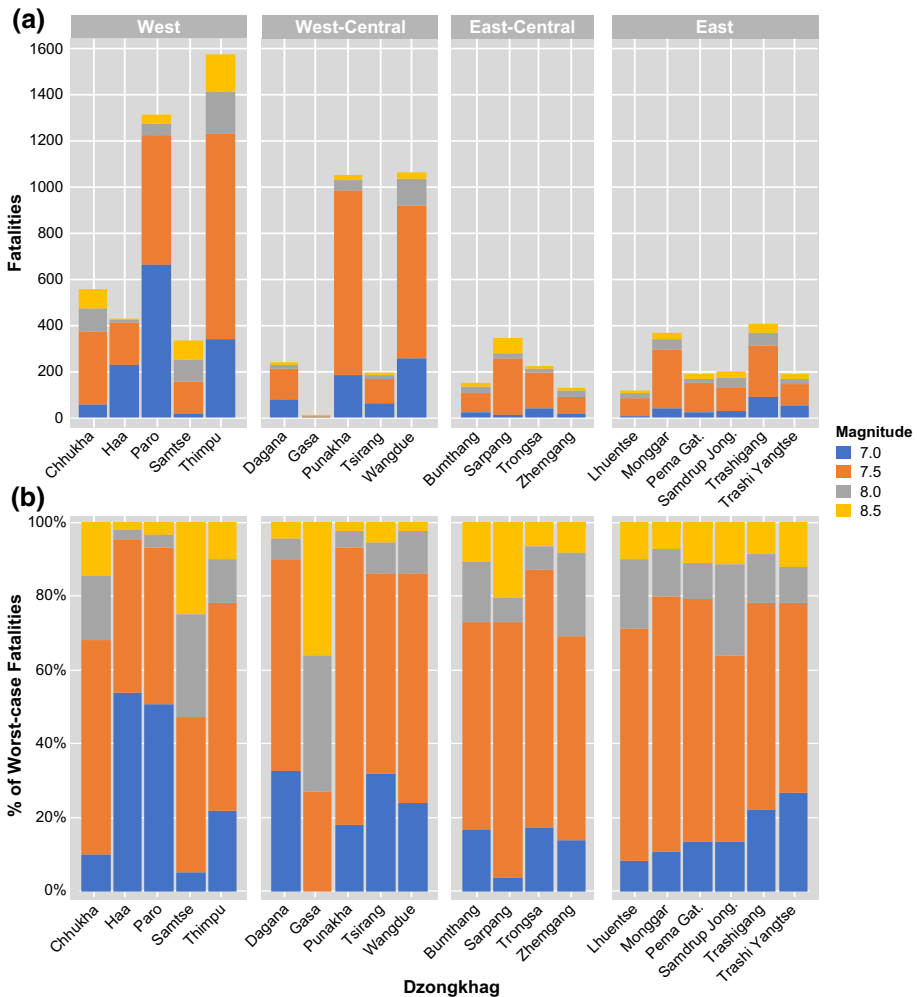 (a)
West
West-Central
East-Central
East
1600
1400
1200
1000
800
600
400
200
0
Fatalities
Chhukha
Haa
Paro
Samtse
Thimpu
Dagana
Gasa
Punakha
Tsirang
Wangdue
Bumthang
Sarpang
Trongsa
Zhemgang
Lhuentse
Monggar
Pema Gat.
Samdrup Jong.
Trashigang
Trashi Yangtse
Magnitude
7.0
7.5
8.0
8.5
(b)
100%
80%
60%
40%
20%
0%
% of Worst-case Fatalities
Chhukha
Haa
Paro
Samtse
Thimpu
Dagana
Gasa
Punakha
Tsirang
Wangdue
Bumthang
Sarpang
Trongsa
Zhemgang
Lhuentse
Monggar
Pema Gat.
Samdrup Jong.
Trashigang
Trashi Yangtse
Dzongkhag